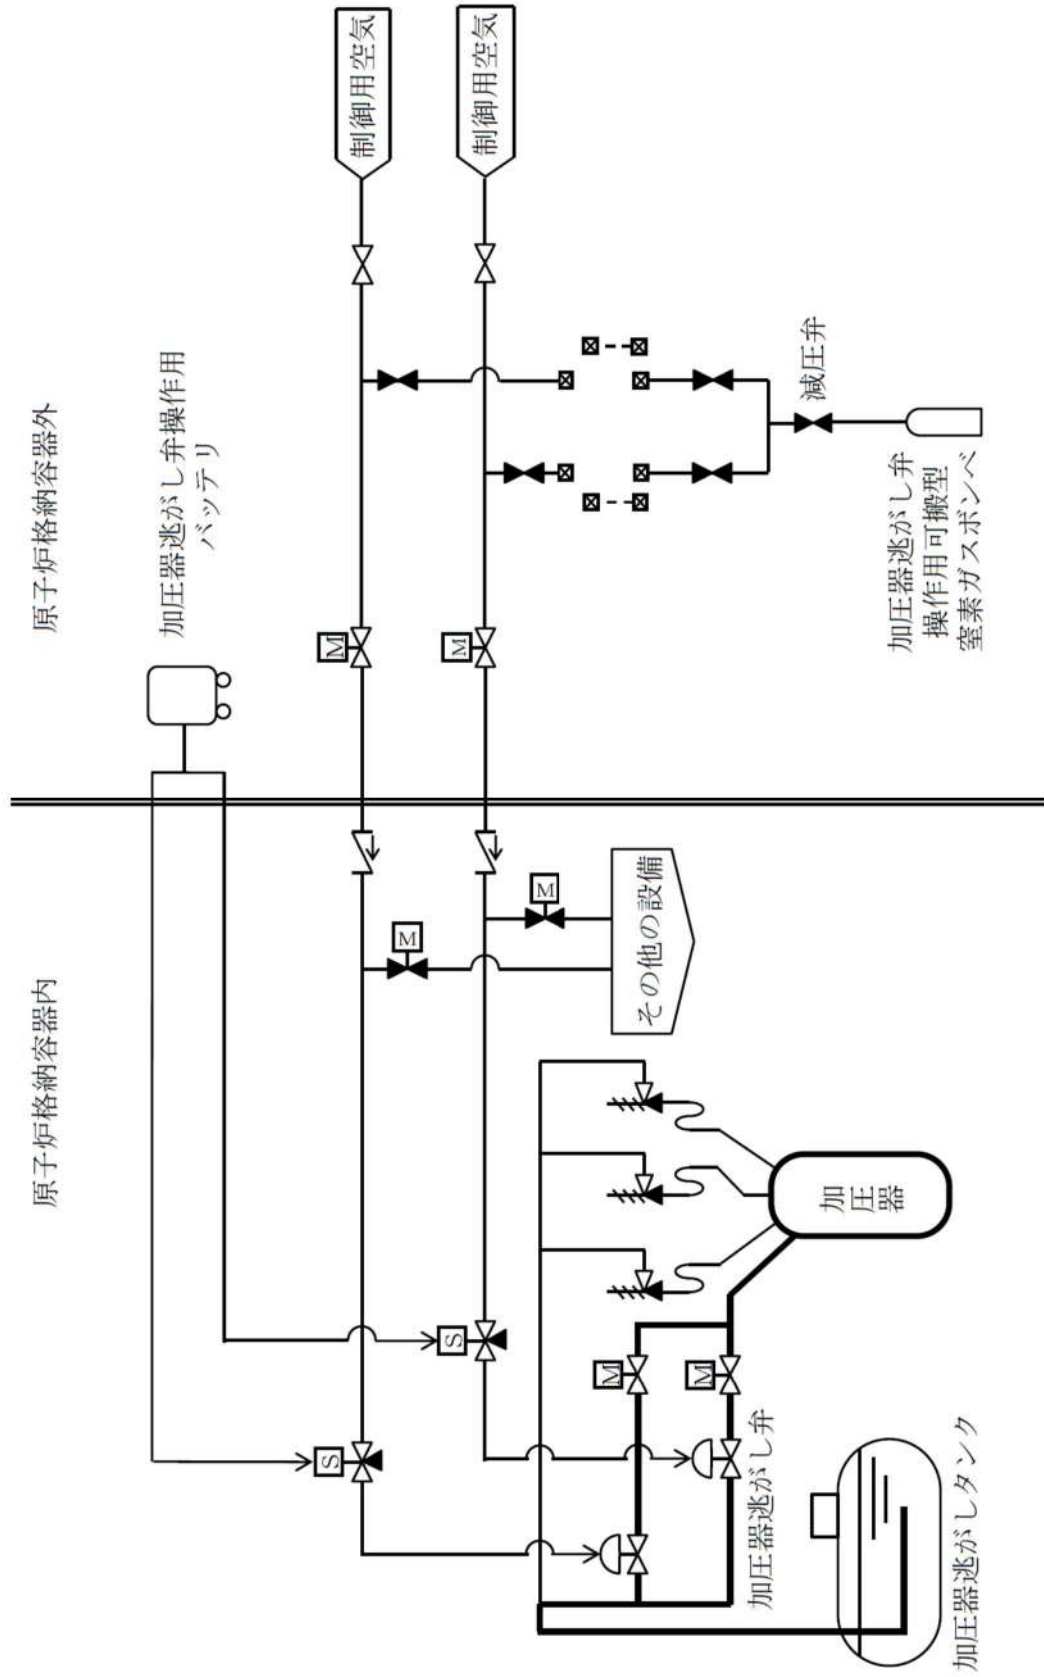 原子炉格納容器内
原子炉格納容器外
加圧器逃がし弁操作用
バッテリ
制御用空気
制御用空気
M
M
M
M
S
S
M
M
その他の設備
減圧弁
加圧器逃がし弁
操作用可搬型
窒素ガスボンベ
加圧器
加圧器逃がし弁
加圧器逃がしタンク